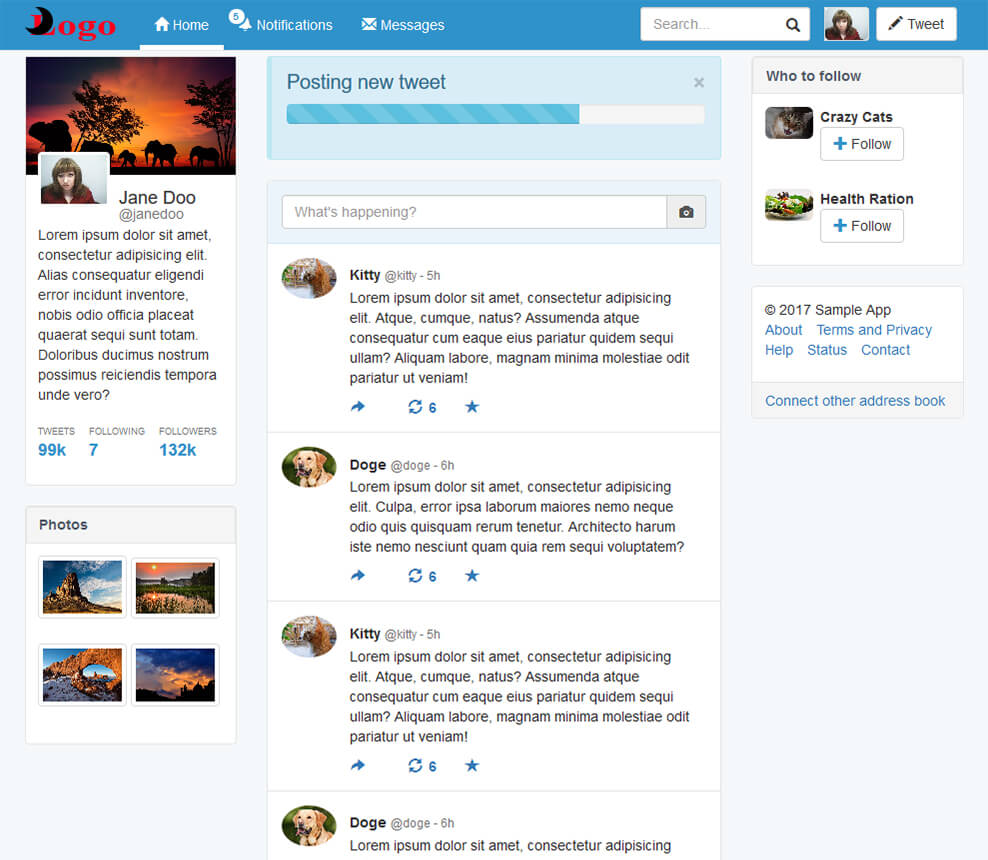 Logo
Home
5
Notifications
Messages
Search...
Tweet
Jane Doo
@janedoo
Lorem ipsum dolor sit amet,
consectetur adipisicing elit.
Alias consequatur eligendi
error incidunt inventore,
nobis odio officia placeat
quaerat sequi sunt totam.
Doloribus ducimus nostrum
possimus reiciendis tempora
unde vero?
TWEETS FOLLOWING FOLLOWERS
99k 7 132k
Photos
Posting new tweet
×
What's happening?
Kitty @kitty - 5h
Lorem ipsum dolor sit amet, consectetur adipisicing
elit. Atque, cumque, natus? Assumenda atque
consequatur cum eaque eius pariatur quidem sequi
ullam? Aliquam labore, magnam minima molestiae odit
pariatur ut veniam!
6
Doge @doge - 6h
Lorem ipsum dolor sit amet, consectetur adipisicing
elit. Culpa, error ipsa laborum maiores nemo neque
odio quis quisquam rerum tenetur. Architecto harum
iste nemo nesciunt quam quia rem sequi voluptatem?
6
Kitty @kitty - 5h
Lorem ipsum dolor sit amet, consectetur adipisicing
elit. Atque, cumque, natus? Assumenda atque
consequatur cum eaque eius pariatur quidem sequi
ullam? Aliquam labore, magnam minima molestiae odit
pariatur ut veniam!
6
Doge @doge - 6h
Lorem ipsum dolor sit amet, consectetur adipisicing
Who to follow
Crazy Cats
Follow
Health Ration
Follow
© 2017 Sample App
About Terms and Privacy
Help Status Contact
Connect other address book